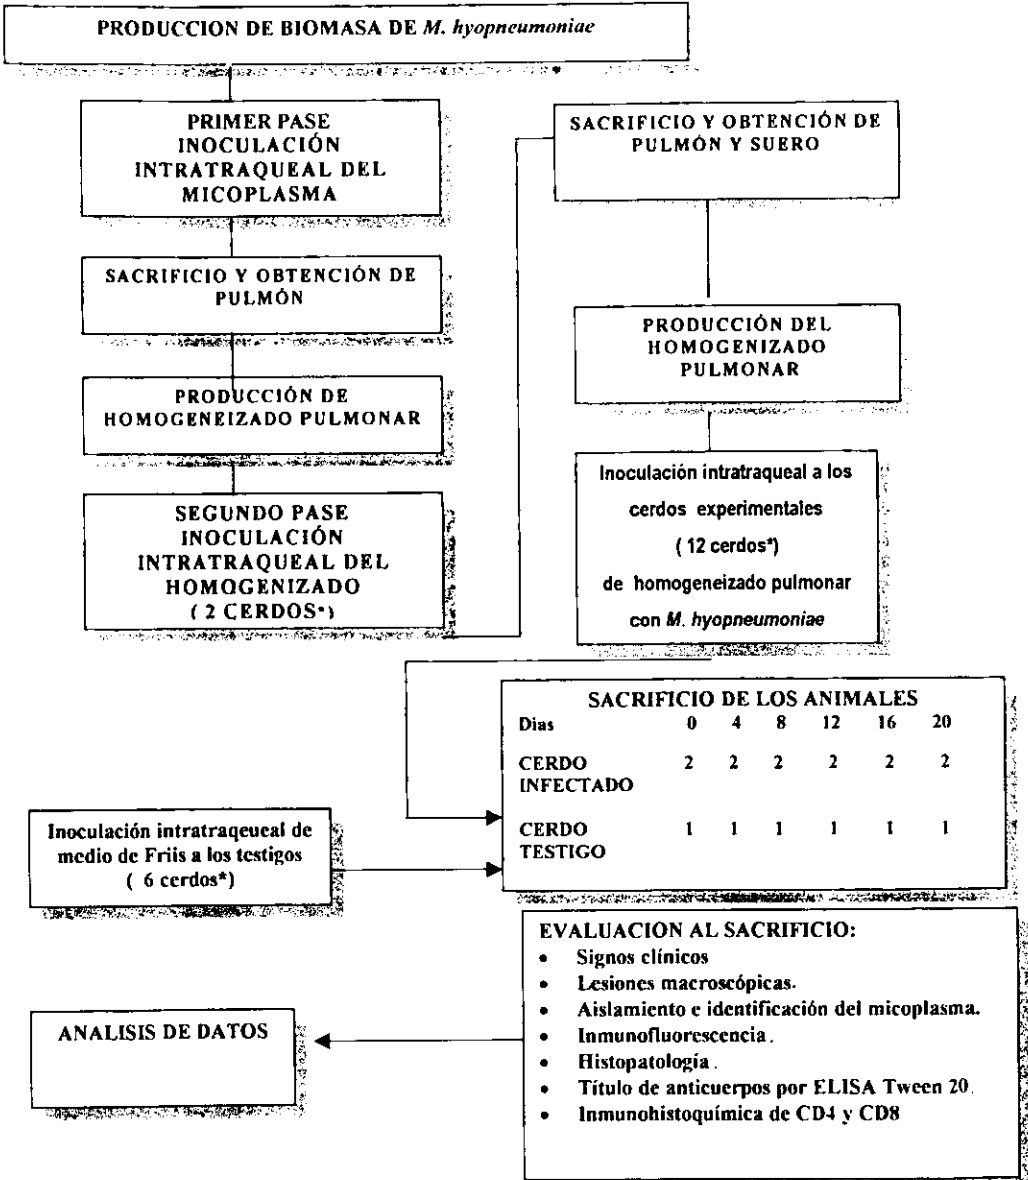 PRODUCCION DE BIOMASA DE M. hyopneumoniae
PRIMER PASE
INOCULACIÓN
INTRATRAQUEAL DEL
MICOPLASMA
SACRIFICIO Y OBTENCIÓN DE
PULMÓN
PRODUCCIÓN DE
HOMOGENEIZADO PULMONAR
SEGUNDO PASE
INOCULACIÓN
INTRATRAQUEAL DEL
HOMOGENIZADO
( 2 CERDOS*)
SACRIFICIO Y OBTENCIÓN DE
PULMÓN Y SUERO
PRODUCCIÓN DEL
HOMOGENIZADO
PULMONAR
Inoculación intratraqueal a los
cerdos experimentales
( 12 cerdos*)
de homogeneizado pulmonar
con M. hyopneumoniae
SACRIFICIO DE LOS ANIMALES
Dias 0 4 8 12 16 20
CERDO 2 2 2 2 2 2
INFECTADO
CERDO 1 1 1 1 1 1
TESTIGO
Inoculación intratraqeueal de
medio de Friis a los testigos
( 6 cerdos*)
EVALUACION AL SACRIFICIO:
• Signos clínicos
• Lesiones macroscópicas.
• Aislamiento e identificación del micoplasma.
• Inmunofluorescencia.
• Histopatología.
• Título de anticuerpos por ELISA Tween 20.
• Inmunohistoquímica de CD4 y CD8
ANALISIS DE DATOS